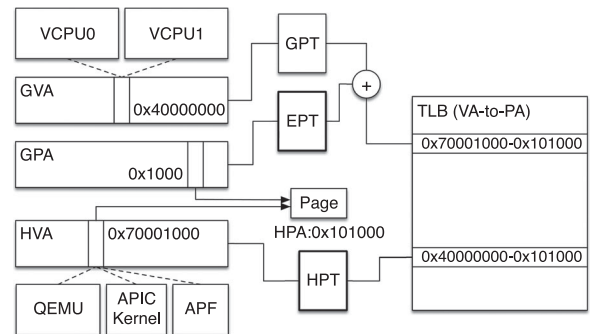 VCPU0
VCPU1
GPT
GVA
0x40000000
+
EPT
TLB (VA-to-PA)
0x70001000-0x101000
GPA
0x1000
Page
HVA
0x70001000
HPA:0x101000
0x40000000-0x101000
HPT
QEMU
APIC
Kernel
APF